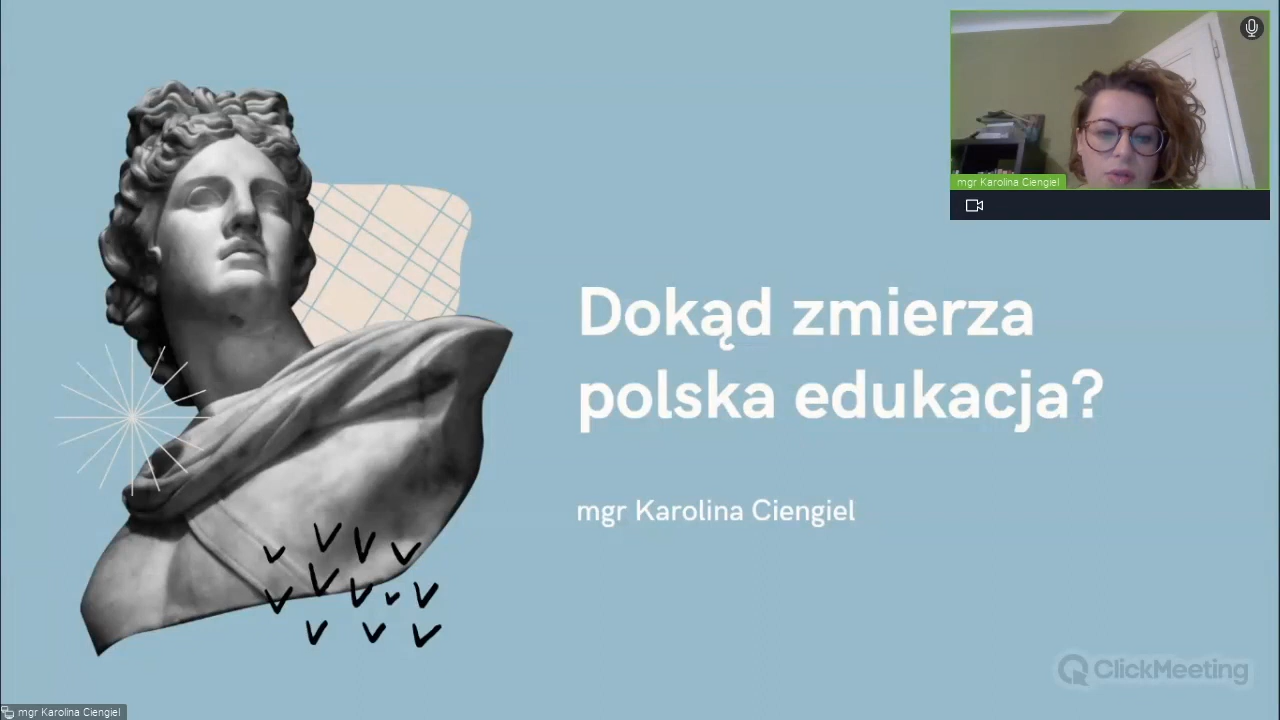 mgr Karolina Ciengiel
Dokąd zmierza
polska edukacja?
mgr Karolina Ciengiel
ClickMeeting
mgr Karolina Ciengiel